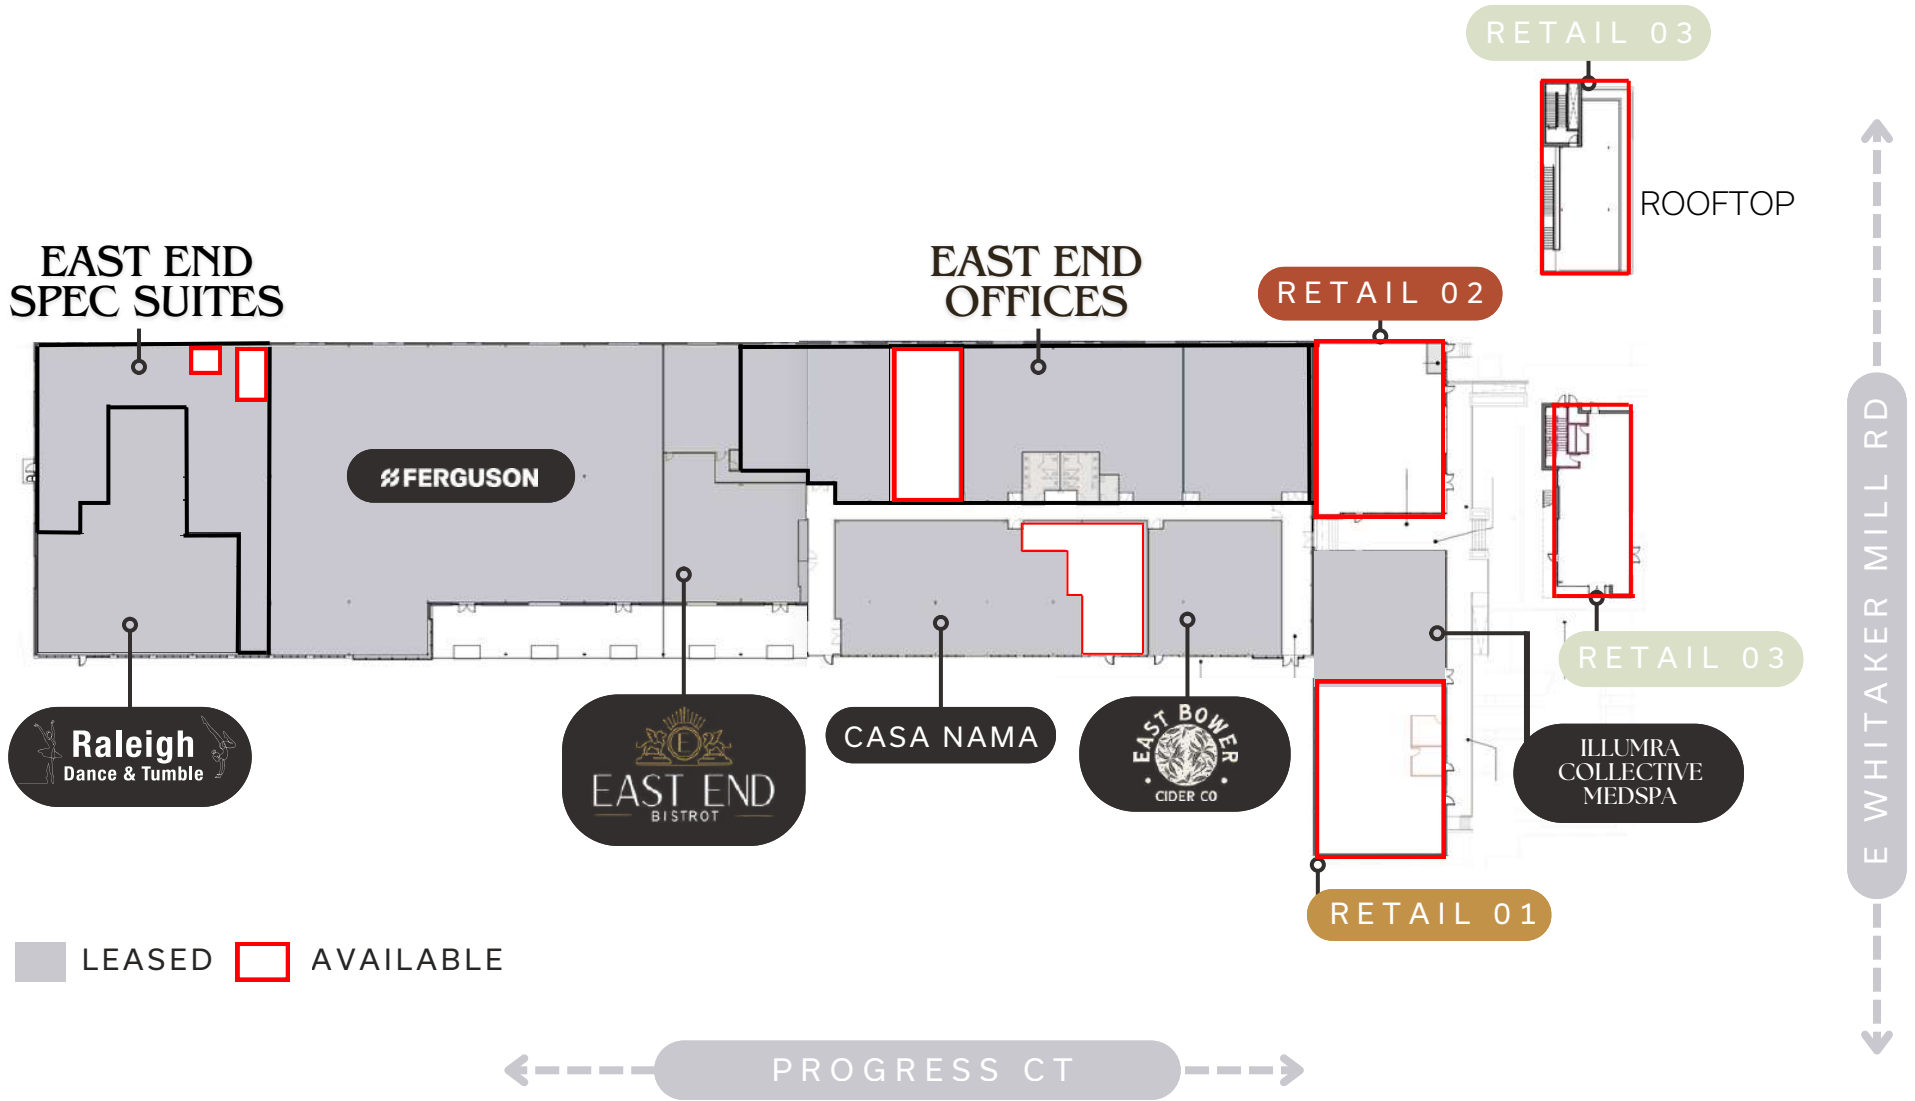 RETAIL 03
ROOFTOP
EAST END
SPEC SUITES
EAST END
OFFICES
RETAIL 02
FERGUSON
E WHITAKER MILL RD
RETAIL 03
Raleigh
Dance & Tumble
E
EAST END
BISTROT
CASA NAMA
EAST BOWER
CIDER CO
ILLUMRA
COLLECTIVE
MEDSPA
RETAIL 01
LEASED
AVAILABLE
PROGRESS CT